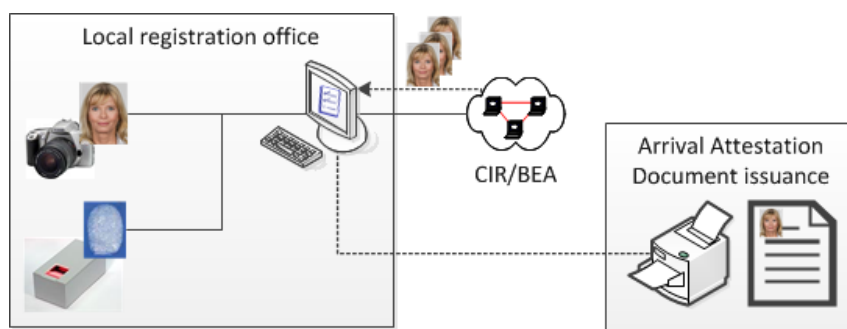 Local registration office
CIR/BEA
Arrival Attestation
Document issuance